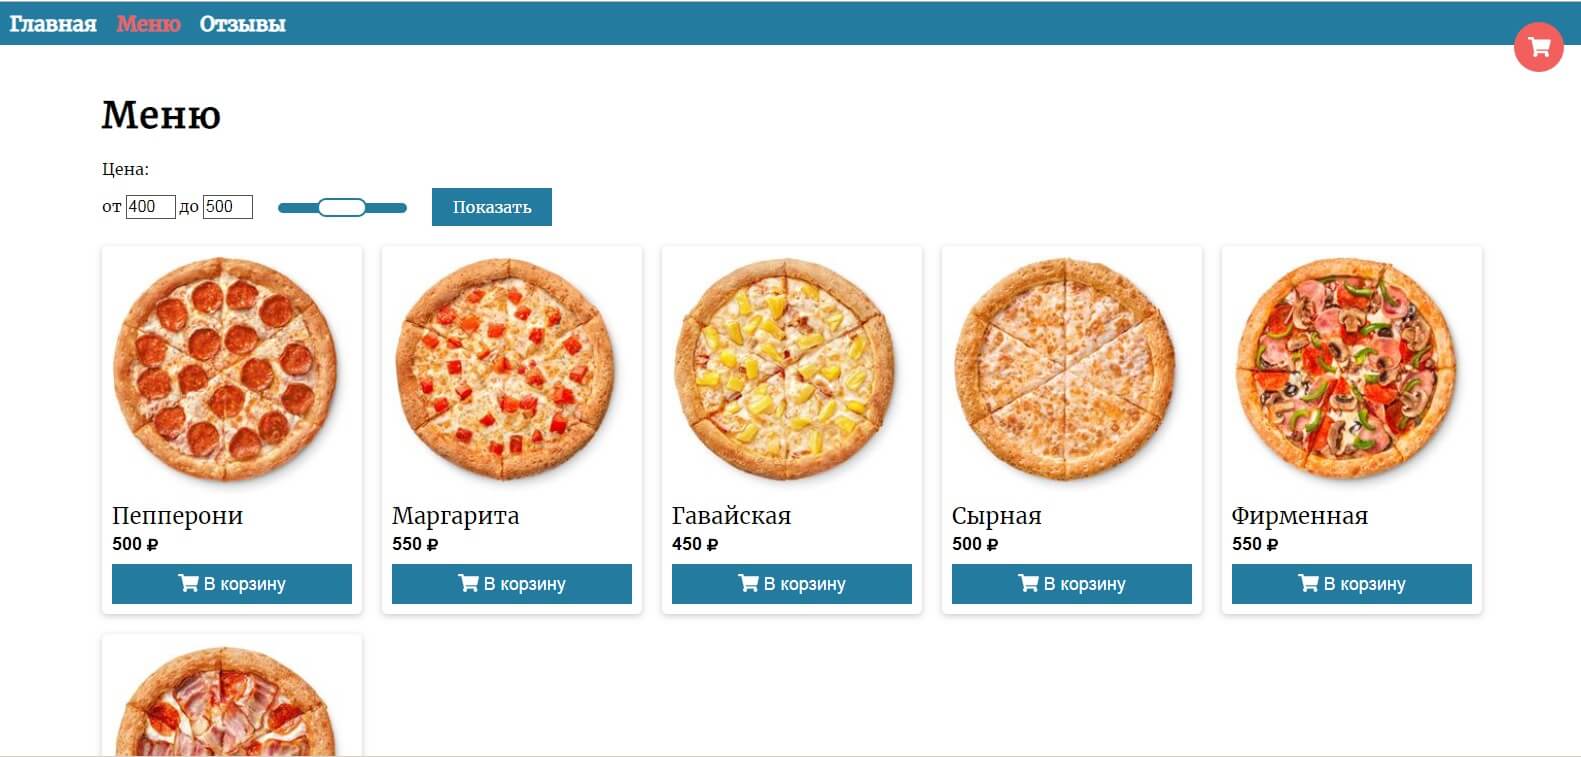 Главная Меню Отзывы
Меню
Цена:
от 400 до 500 Показать
Пепперони Маргарита Гавайская Сырная Фирменная
500 ₽ 550 ₽ 450 ₽ 500 ₽ 550 ₽
В корзину В корзину В корзину В корзину В корзину